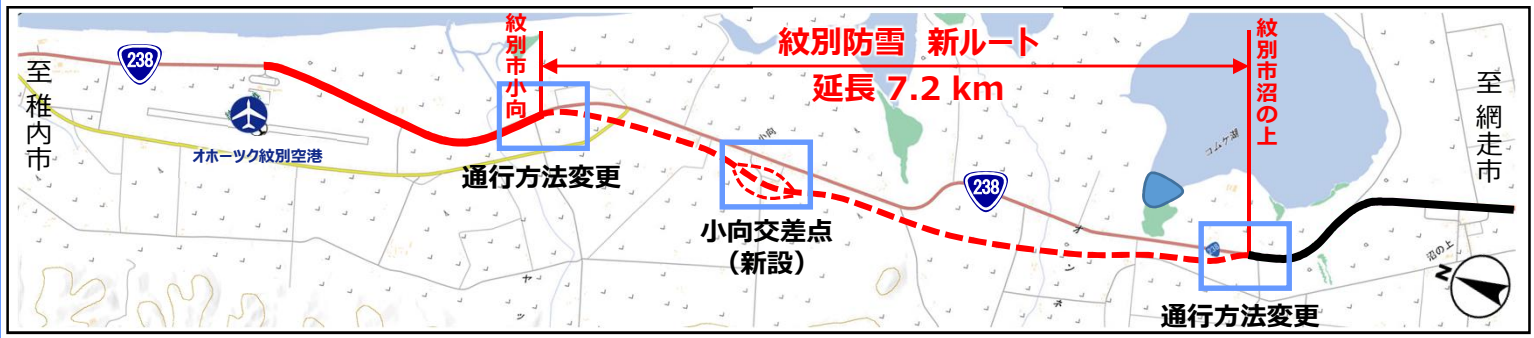 至稚内市
238
オホーツク紋別空港
紋別市小向
通行方法変更
紋別防雪 新ルート
延長 7.2 km
小向
小向交差点
（新設）
238
コムケ湖
紋別市沼の上
238
通行方法変更
沼の上
至網走市
N